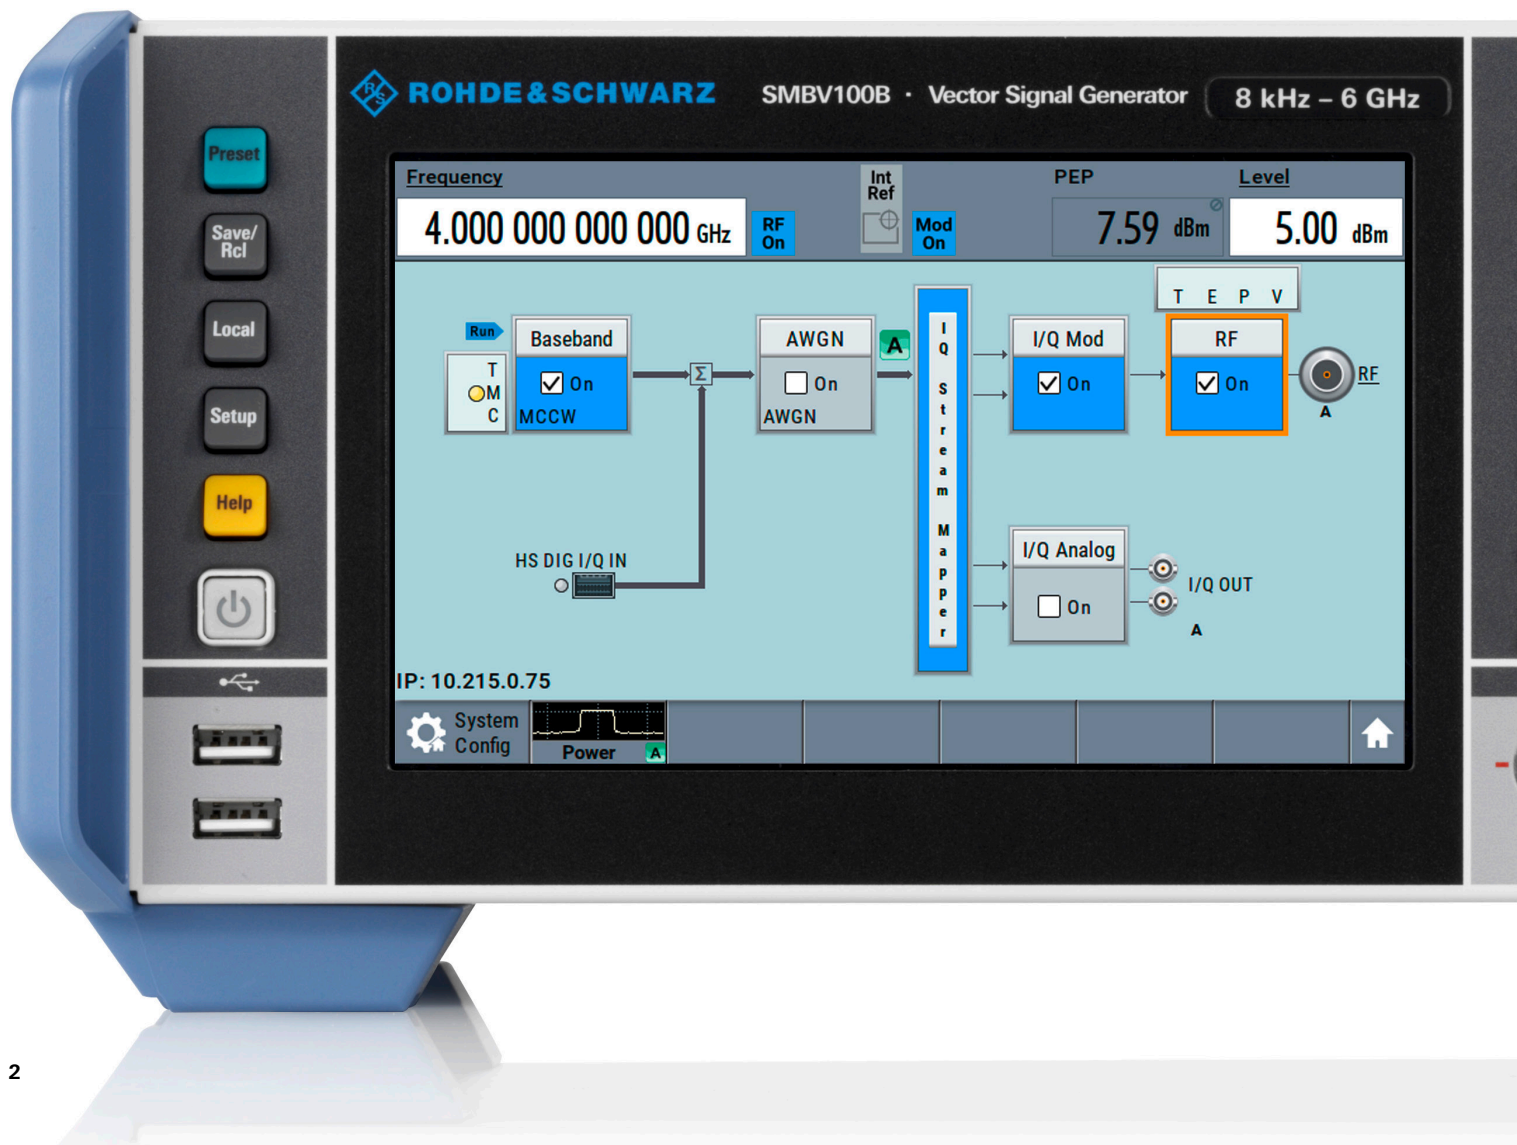 R&S
ROHDE&SCHWARZ
SMBV100B · Vector Signal Generator
8 kHz – 6 GHz
Preset
Save/
Rcl
Local
Setup
Help
Frequency
4.000 000 000 000 GHz
RF
On
Int
Ref
Mod
On
PEP
7.59 dBm
Level
5.00 dBm
T E P V
Run
Baseband
On
MCCW
T
M
C
Σ
AWGN
On
AWGN
A
I
Q
S
t
r
e
a
m
M
a
p
p
e
r
I/Q Mod
On
RF
On
RF
A
HS DIG I/Q IN
I/Q Analog
On
I/Q OUT
A
IP: 10.215.0.75
System
Config
Power
A
2